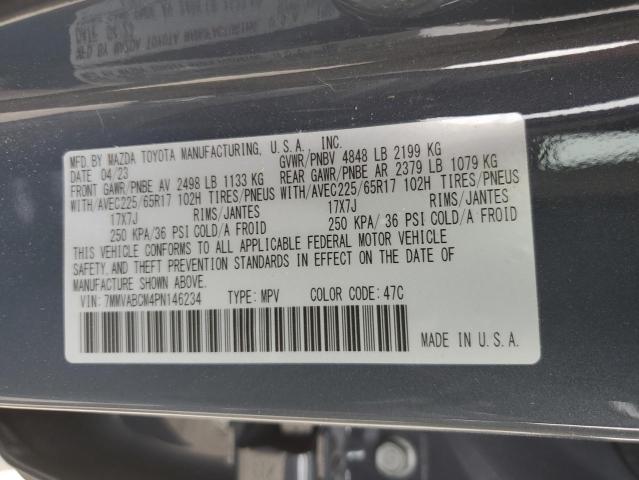 MFD. BY MAZDA TOYOTA MANUFACTURING, U.S.A. INC.
DATE 04/23 GVWR/PNBV 4848 LB 2199 KG
FRONT GAWR/PNBE AV 2498 LB 1133 KG REAR GAWR/PNBE AR 2379 LB 1079 KG
WITH/AVEC225/65R17 102H TIRES/PNEUS WITH/AVEC225/65R17 102H TIRES/PNEUS
17X7J RIMS/JANTES 17X7J RIMS/JANTES
250 KPA/36 PSI COLD/A FROID 250 KPA/ 36 PSI COLD/A FROID
THIS VEHICLE CONFORMS TO ALL APPLICABLE FEDERAL MOTOR VEHICLE
SAFETY,AND THEFT PREVENTION STANDARDS IN EFFECT ON THE DATE OF
MANUFACTURE SHOWN ABOVE.
VIN: 7MMVABCM4PN146234 TYPE: MPV COLOR CODE: 47C
MADE IN U.S.A.